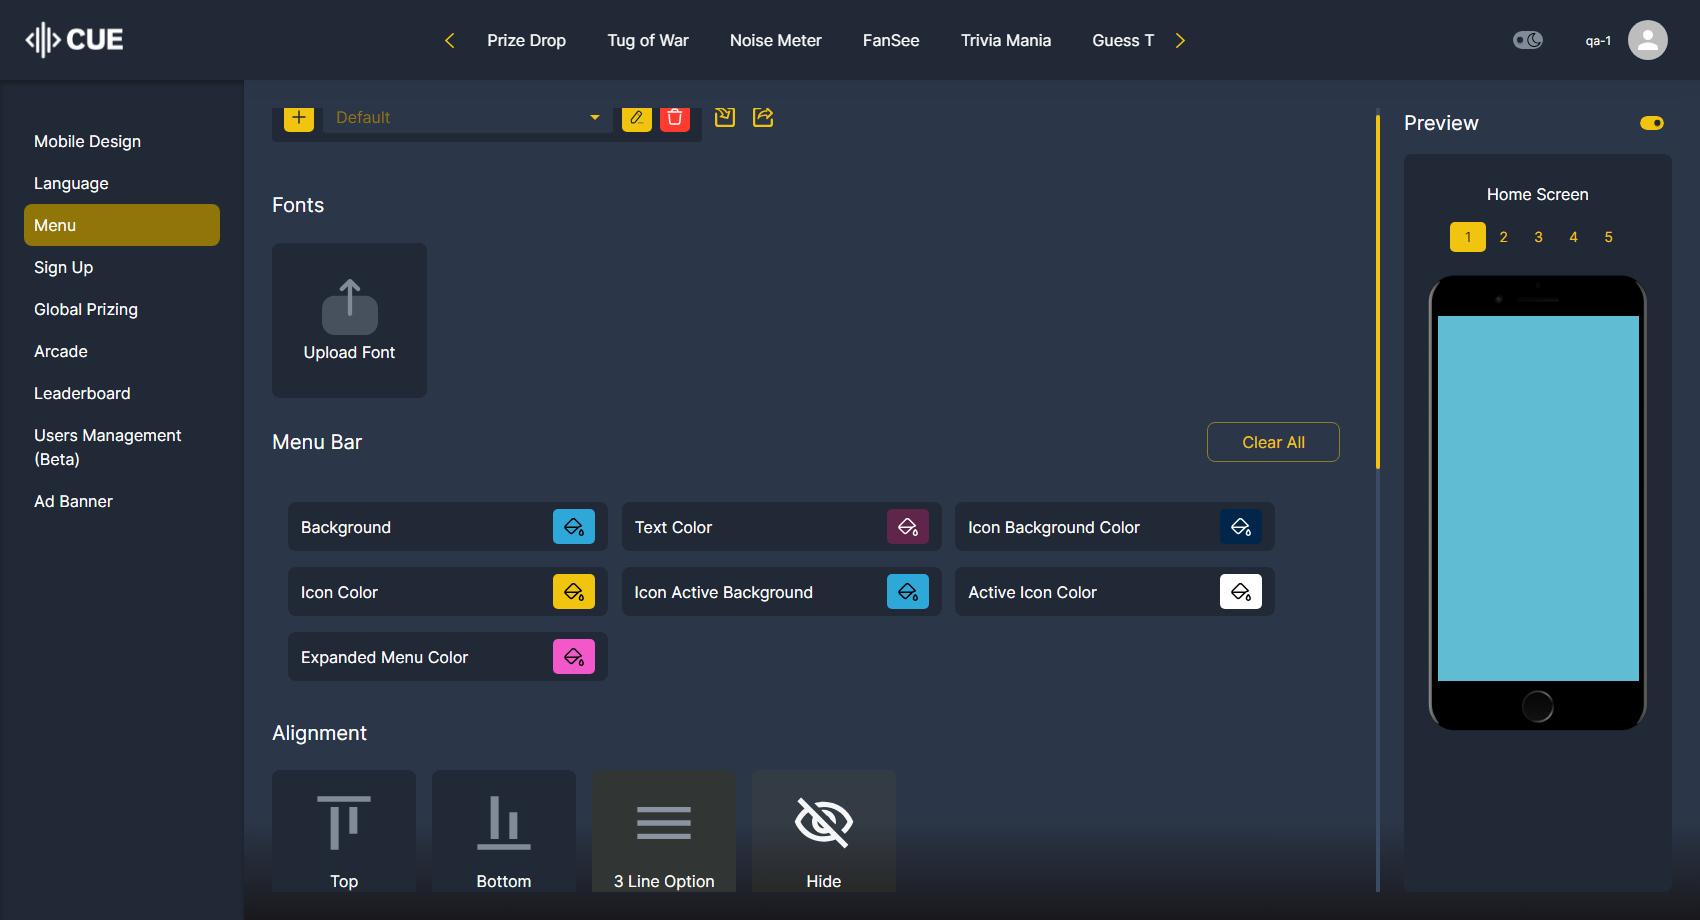 CUE
Prize Drop
Tug of War
Noise Meter
FanSee
Trivia Mania
Guess T
qa-1
Mobile Design
Language
Menu
Sign Up
Global Prizing
Arcade
Leaderboard
Users Management
(Beta)
Ad Banner
Default
Fonts
Upload Font
Menu Bar
Clear All
Background
Text Color
Icon Background Color
Icon Color
Icon Active Background
Active Icon Color
Expanded Menu Color
Alignment
Top
Bottom
3 Line Option
Hide
Preview
Home Screen
1 2 3 4 5